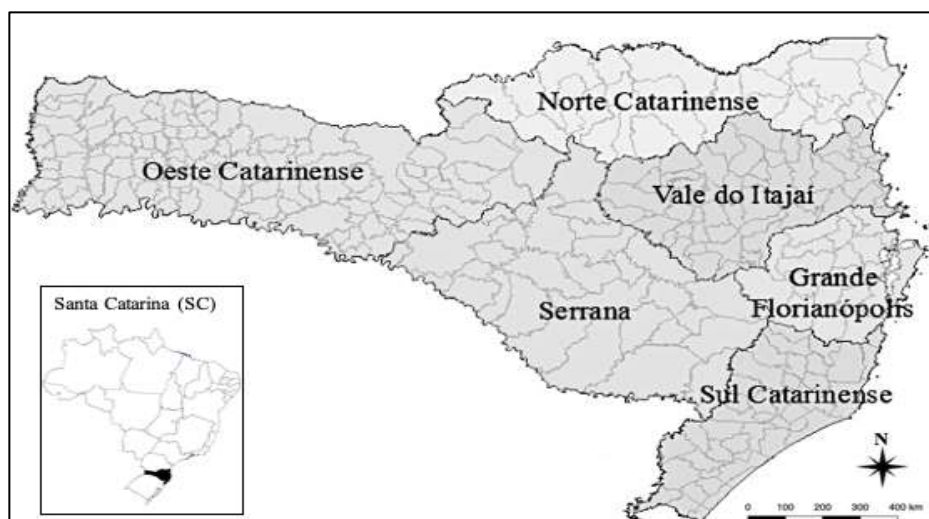 Norte Catarinense
Oeste Catarinense
Vale do Itajaí
Grande
Florianópolis
Serrana
Sul Catarinense
Santa Catarina (SC)
N
0 100 200 300 400 km